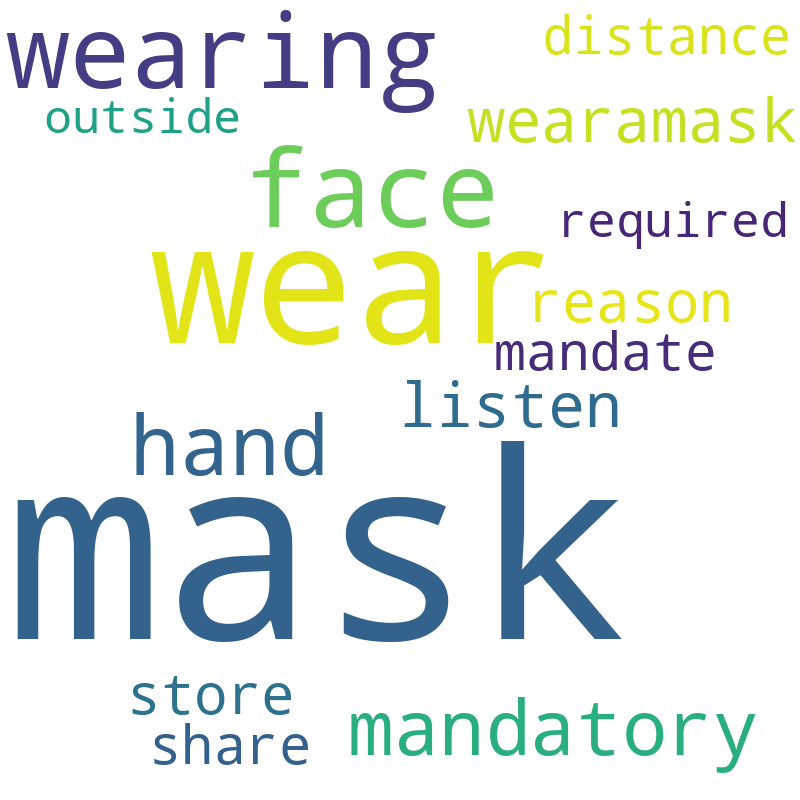 wearing
distance
outside
wearamask
face
required
wear
reason
mandate
listen
hand
mask
store
mandatory
share